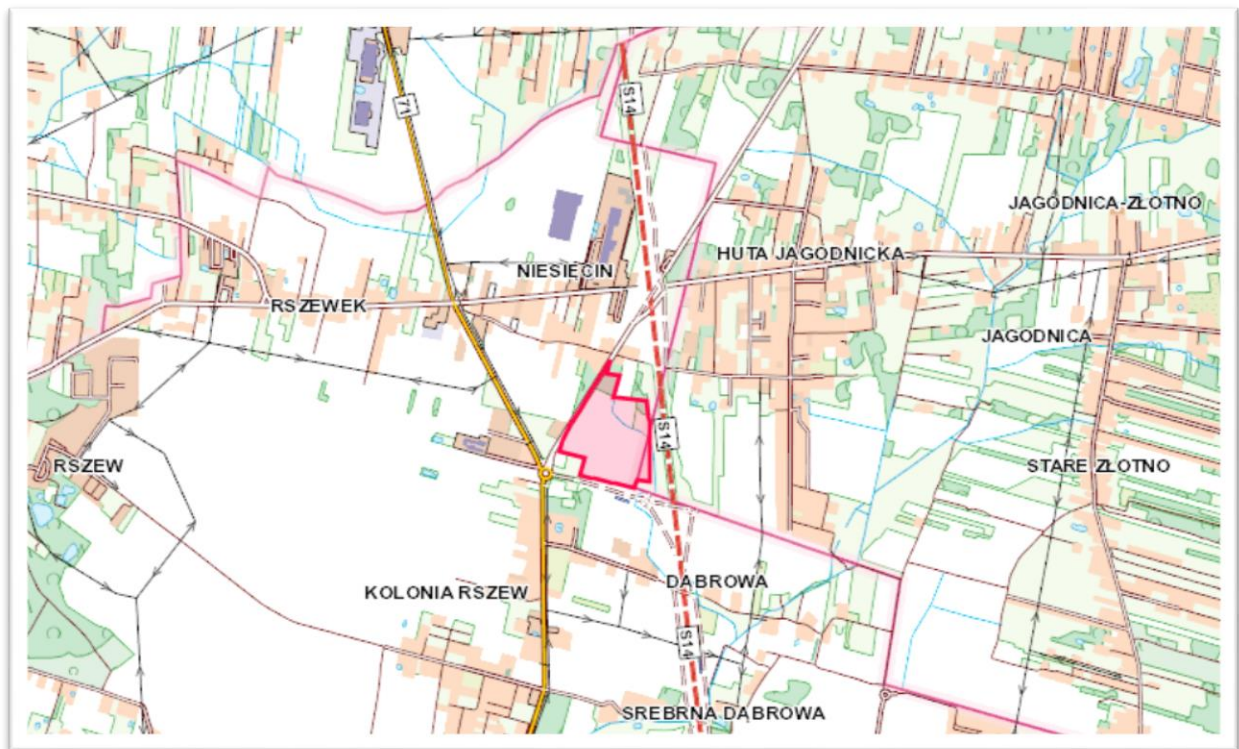 S14
71
JAGODNICA-ZŁOTNO
HUTA JAGODNICKA
NIESIĘCIN
RSZEWEK
JAGODNICA
S14
RSZEW
STARE ZŁOTNO
DĄBROWA
KOLONIA RSZEW
S14
SREBRNA DĄBROWA